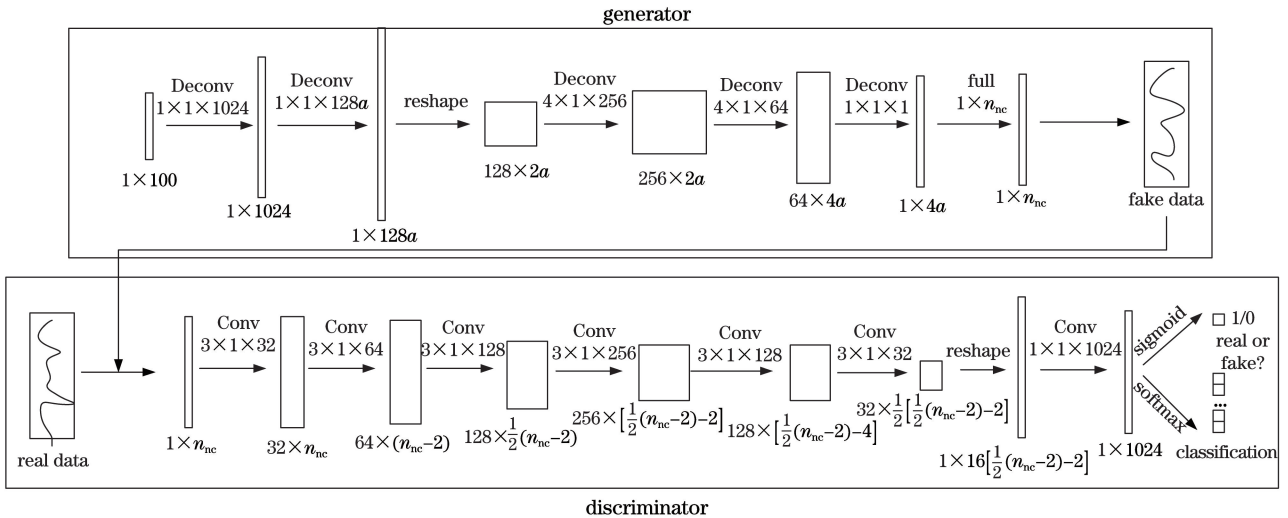 generator
Deconv
1×1×1024
Deconv
1×1×128a
reshape
Deconv
4×1×256
Deconv
4×1×64
Deconv
1×1×1
full
1×n_nc
1×100
1×1024
1×128a
128×2a
256×2a
64×4a
1×4a
1×n_nc
fake data
Conv
3×1×32
Conv
3×1×64
Conv
3×1×128
Conv
3×1×256
Conv
3×1×128
Conv
3×1×32
reshape
Conv
1×1×1024
sigmoid
softmax
1/0
real or
fake?
...
classification
real data
1×n_nc
32×n_nc
64×(n_nc−2)
128×1/2(n_nc−2)
256×[1/2(n_nc−2)−2]
128×[1/2(n_nc−2)−4]
32×1/2[1/2(n_nc−2)−2]
1×16[1/2(n_nc−2)−2]
1×1024
discriminator